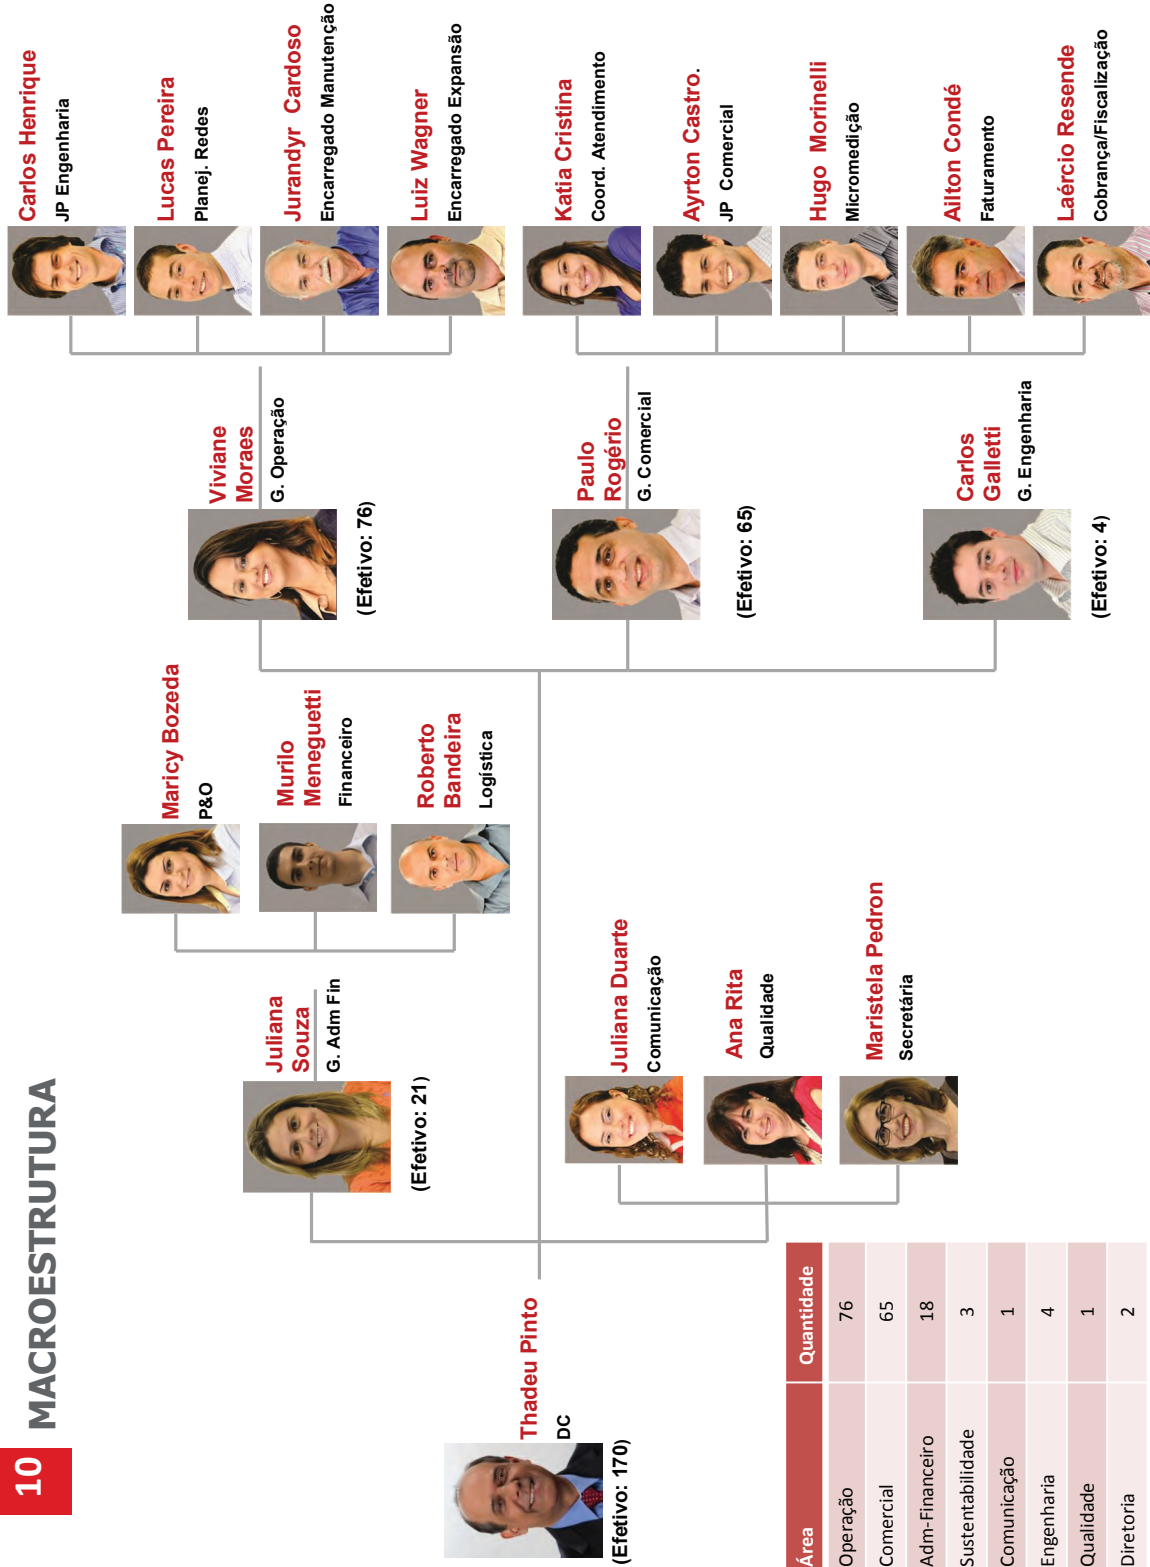 10 MACROESTRUTURA
Thadeu Pinto
DC
(Efetivo: 170)
Juliana
Souza
G. Adm Fin
(Efetivo: 21)
Maricy Bozeda
P&O
Murilo
Meneguetti
Financeiro
Roberto
Bandeira
Logística
Juliana Duarte
Comunicação
Ana Rita
Qualidade
Maristela Pedron
Secretária
Viviane
Moraes
G. Operação
(Efetivo: 76)
Carlos Henrique
JP Engenharia
Lucas Pereira
Planej. Redes
Jurandyr Cardoso
Encarregado Manutenção
Luiz Wagner
Encarregado Expansão
Paulo
Rogério
G. Comercial
(Efetivo: 65)
Katia Cristina
Coord. Atendimento
Ayrton Castro.
JP Comercial
Hugo Morinelli
Micromedição
Ailton Condé
Faturamento
Laércio Resende
Cobrança/Fiscalização
Carlos
Galletti
G. Engenharia
(Efetivo: 4)
Área Quantidade
Operação 76
Comercial 65
Adm-Financeiro 18
Sustentabilidade 3
Comunicação 1
Engenharia 4
Qualidade 1
Diretoria 2